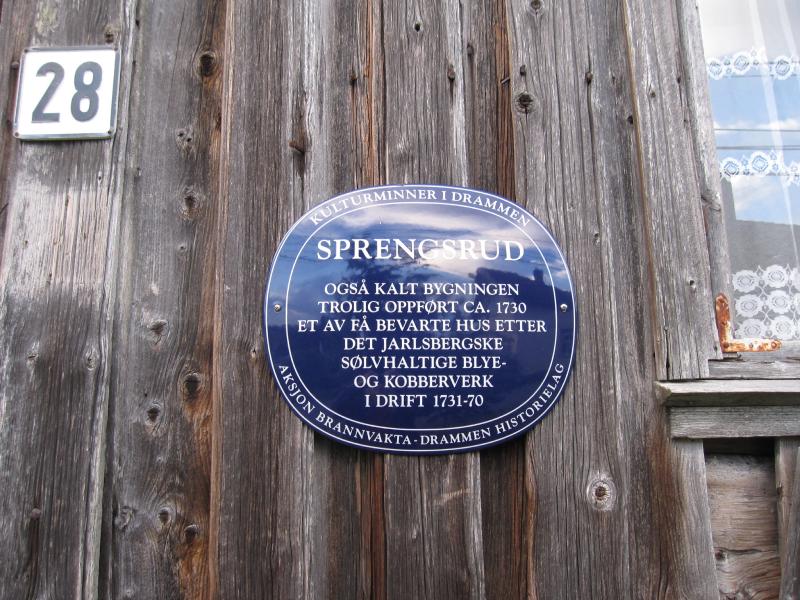 28
KULTURMINNER I DRAMMEN
SPRENGSRUD
OGSÅ KALT BYGNINGEN
TROLIG OPPFØRT CA. 1730
ET AV FÅ BEVARTE HUS ETTER
DET JARLSBERGSKE
SØLVHALTIGE BLYE-
OG KOBBERVERK
I DRIFT 1731-70
AKSJON BRANNVAKTA - DRAMMEN HISTORIELAG